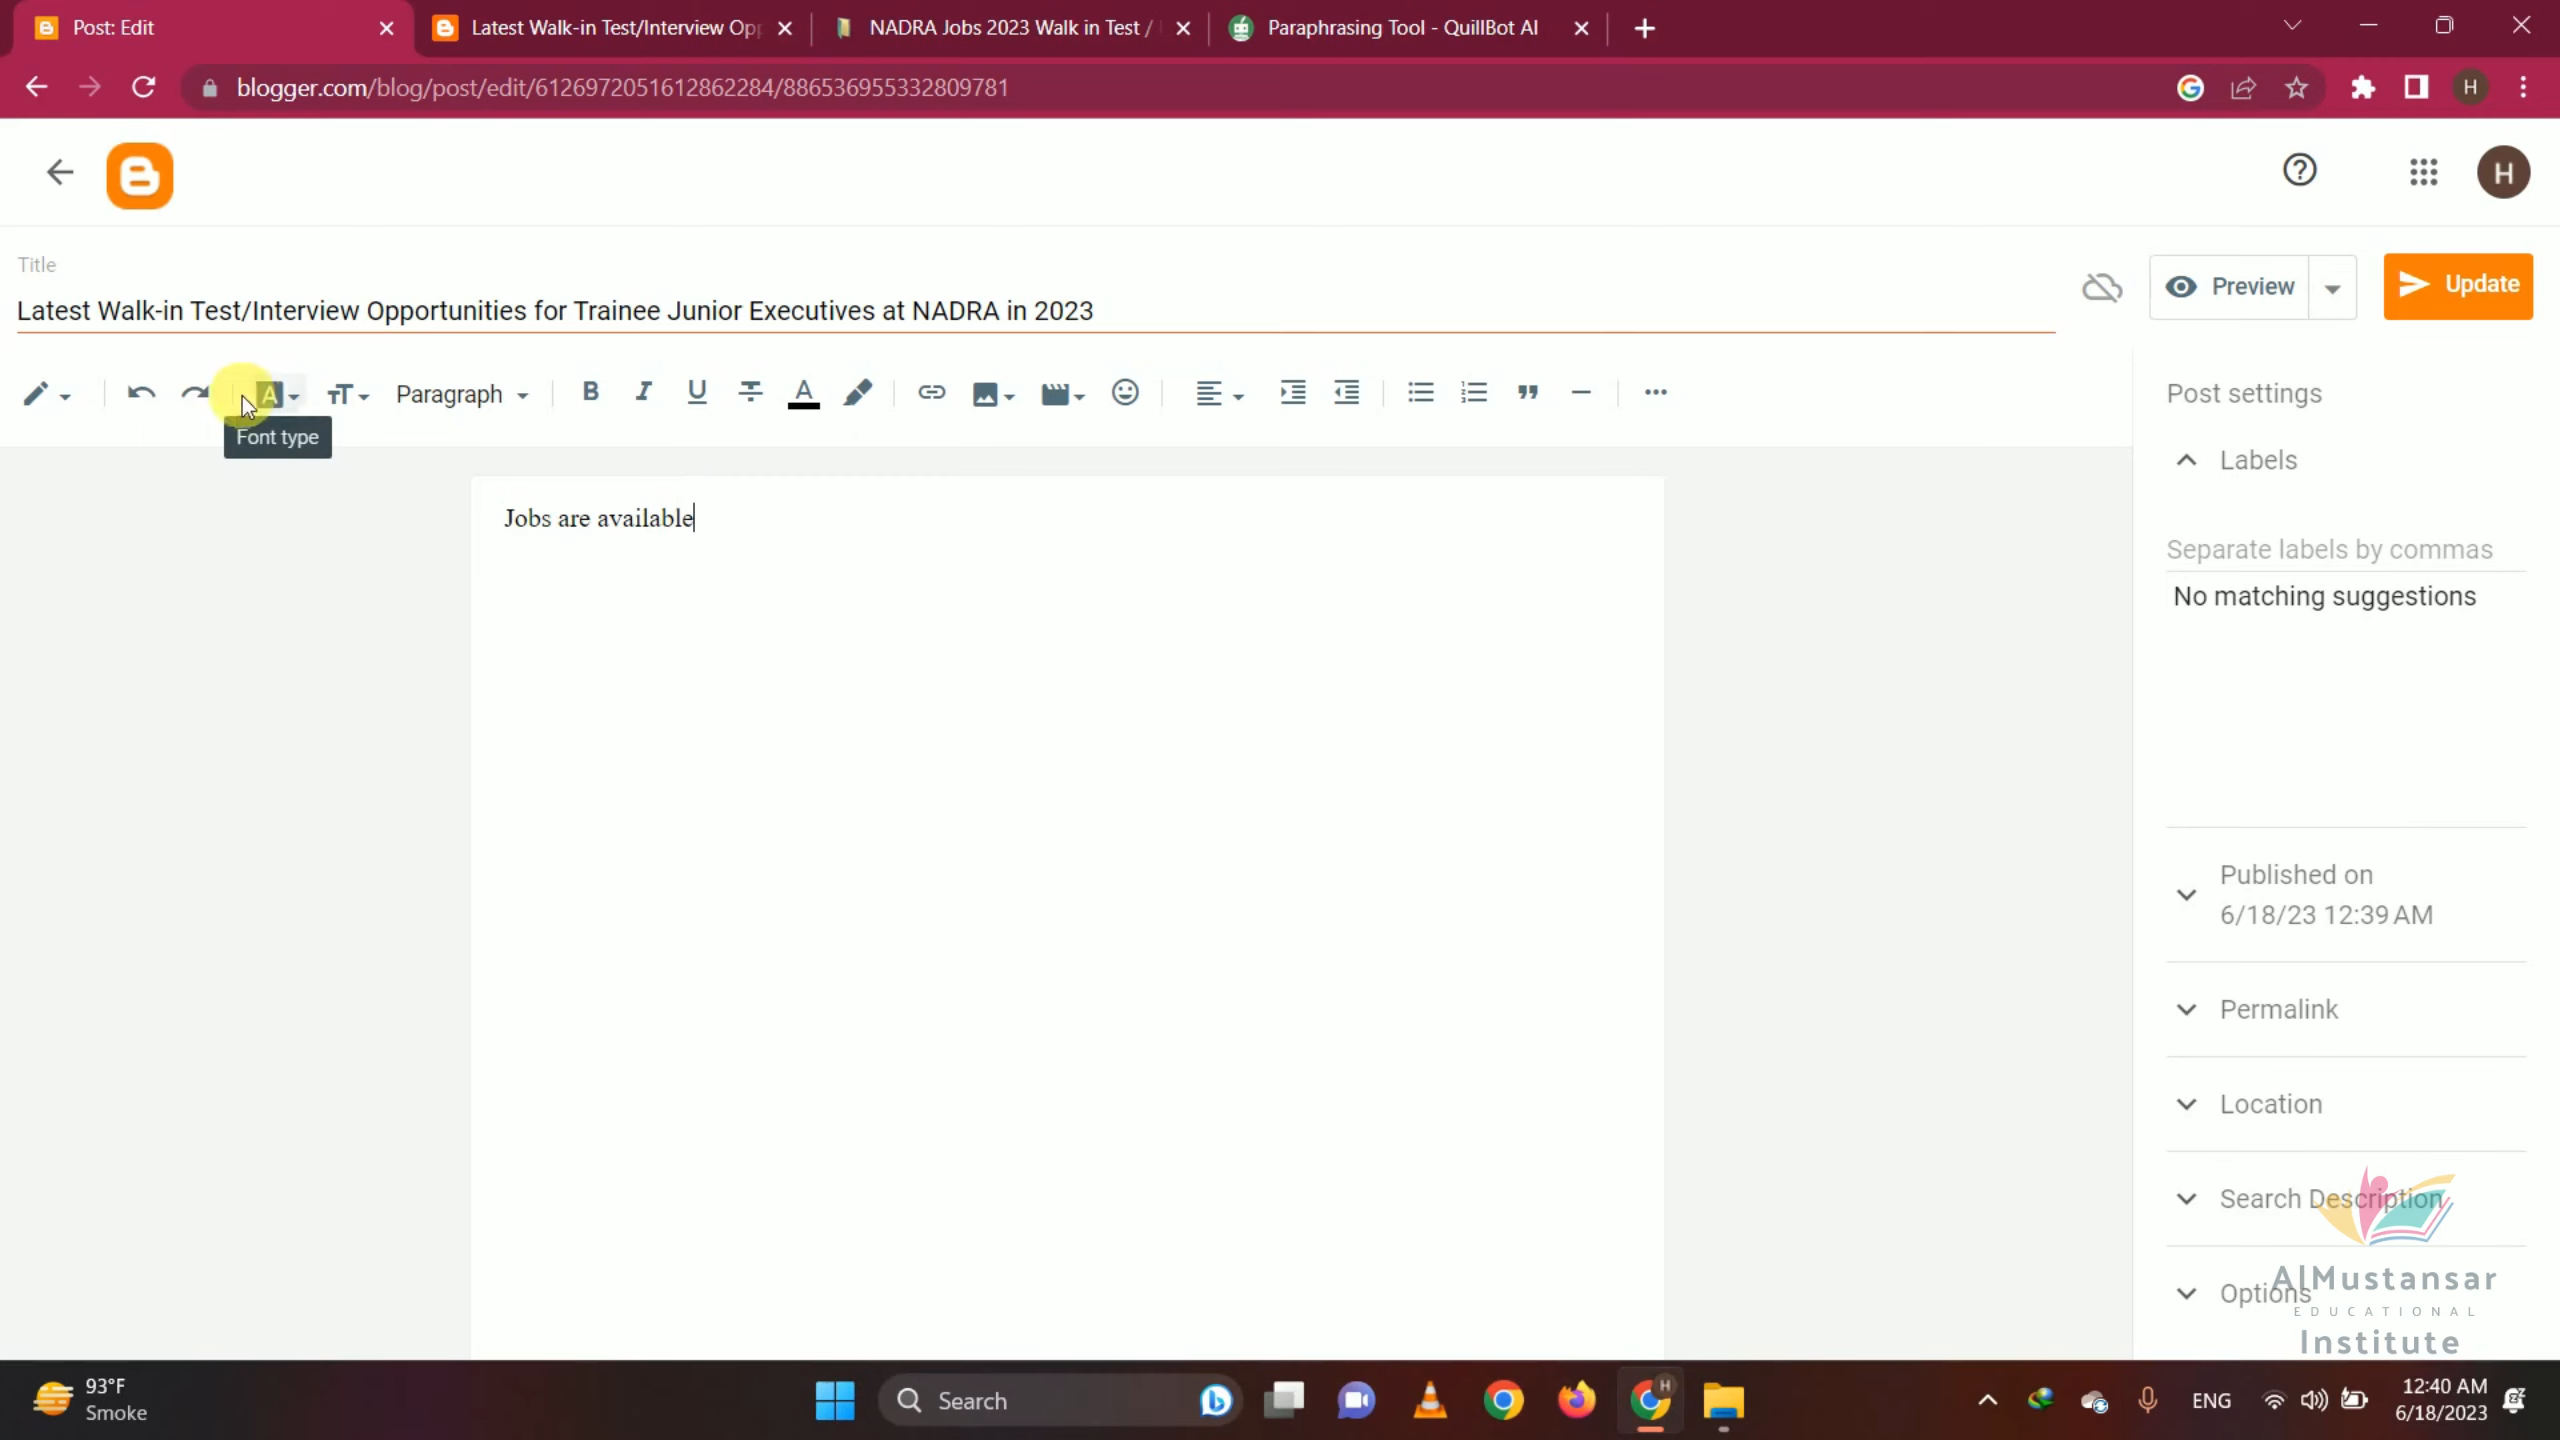 Post: Edit
Latest Walk-in Test/Interview Opp
NADRA Jobs 2023 Walk in Test /
Paraphrasing Tool - QuillBot AI
blogger.com/blog/post/edit/6126972051612862284/886536955332809781
H
H
Title
Latest Walk-in Test/Interview Opportunities for Trainee Junior Executives at NADRA in 2023
Preview
Update
Paragraph
Font type
Jobs are available
Post settings
Labels
Separate labels by commas
No matching suggestions
Published on
6/18/23 12:39 AM
Permalink
Location
Search Description
Options
AlMustansar
EDUCATIONAL
Institute
93°F
Smoke
Search
H
ENG
12:40 AM
6/18/2023